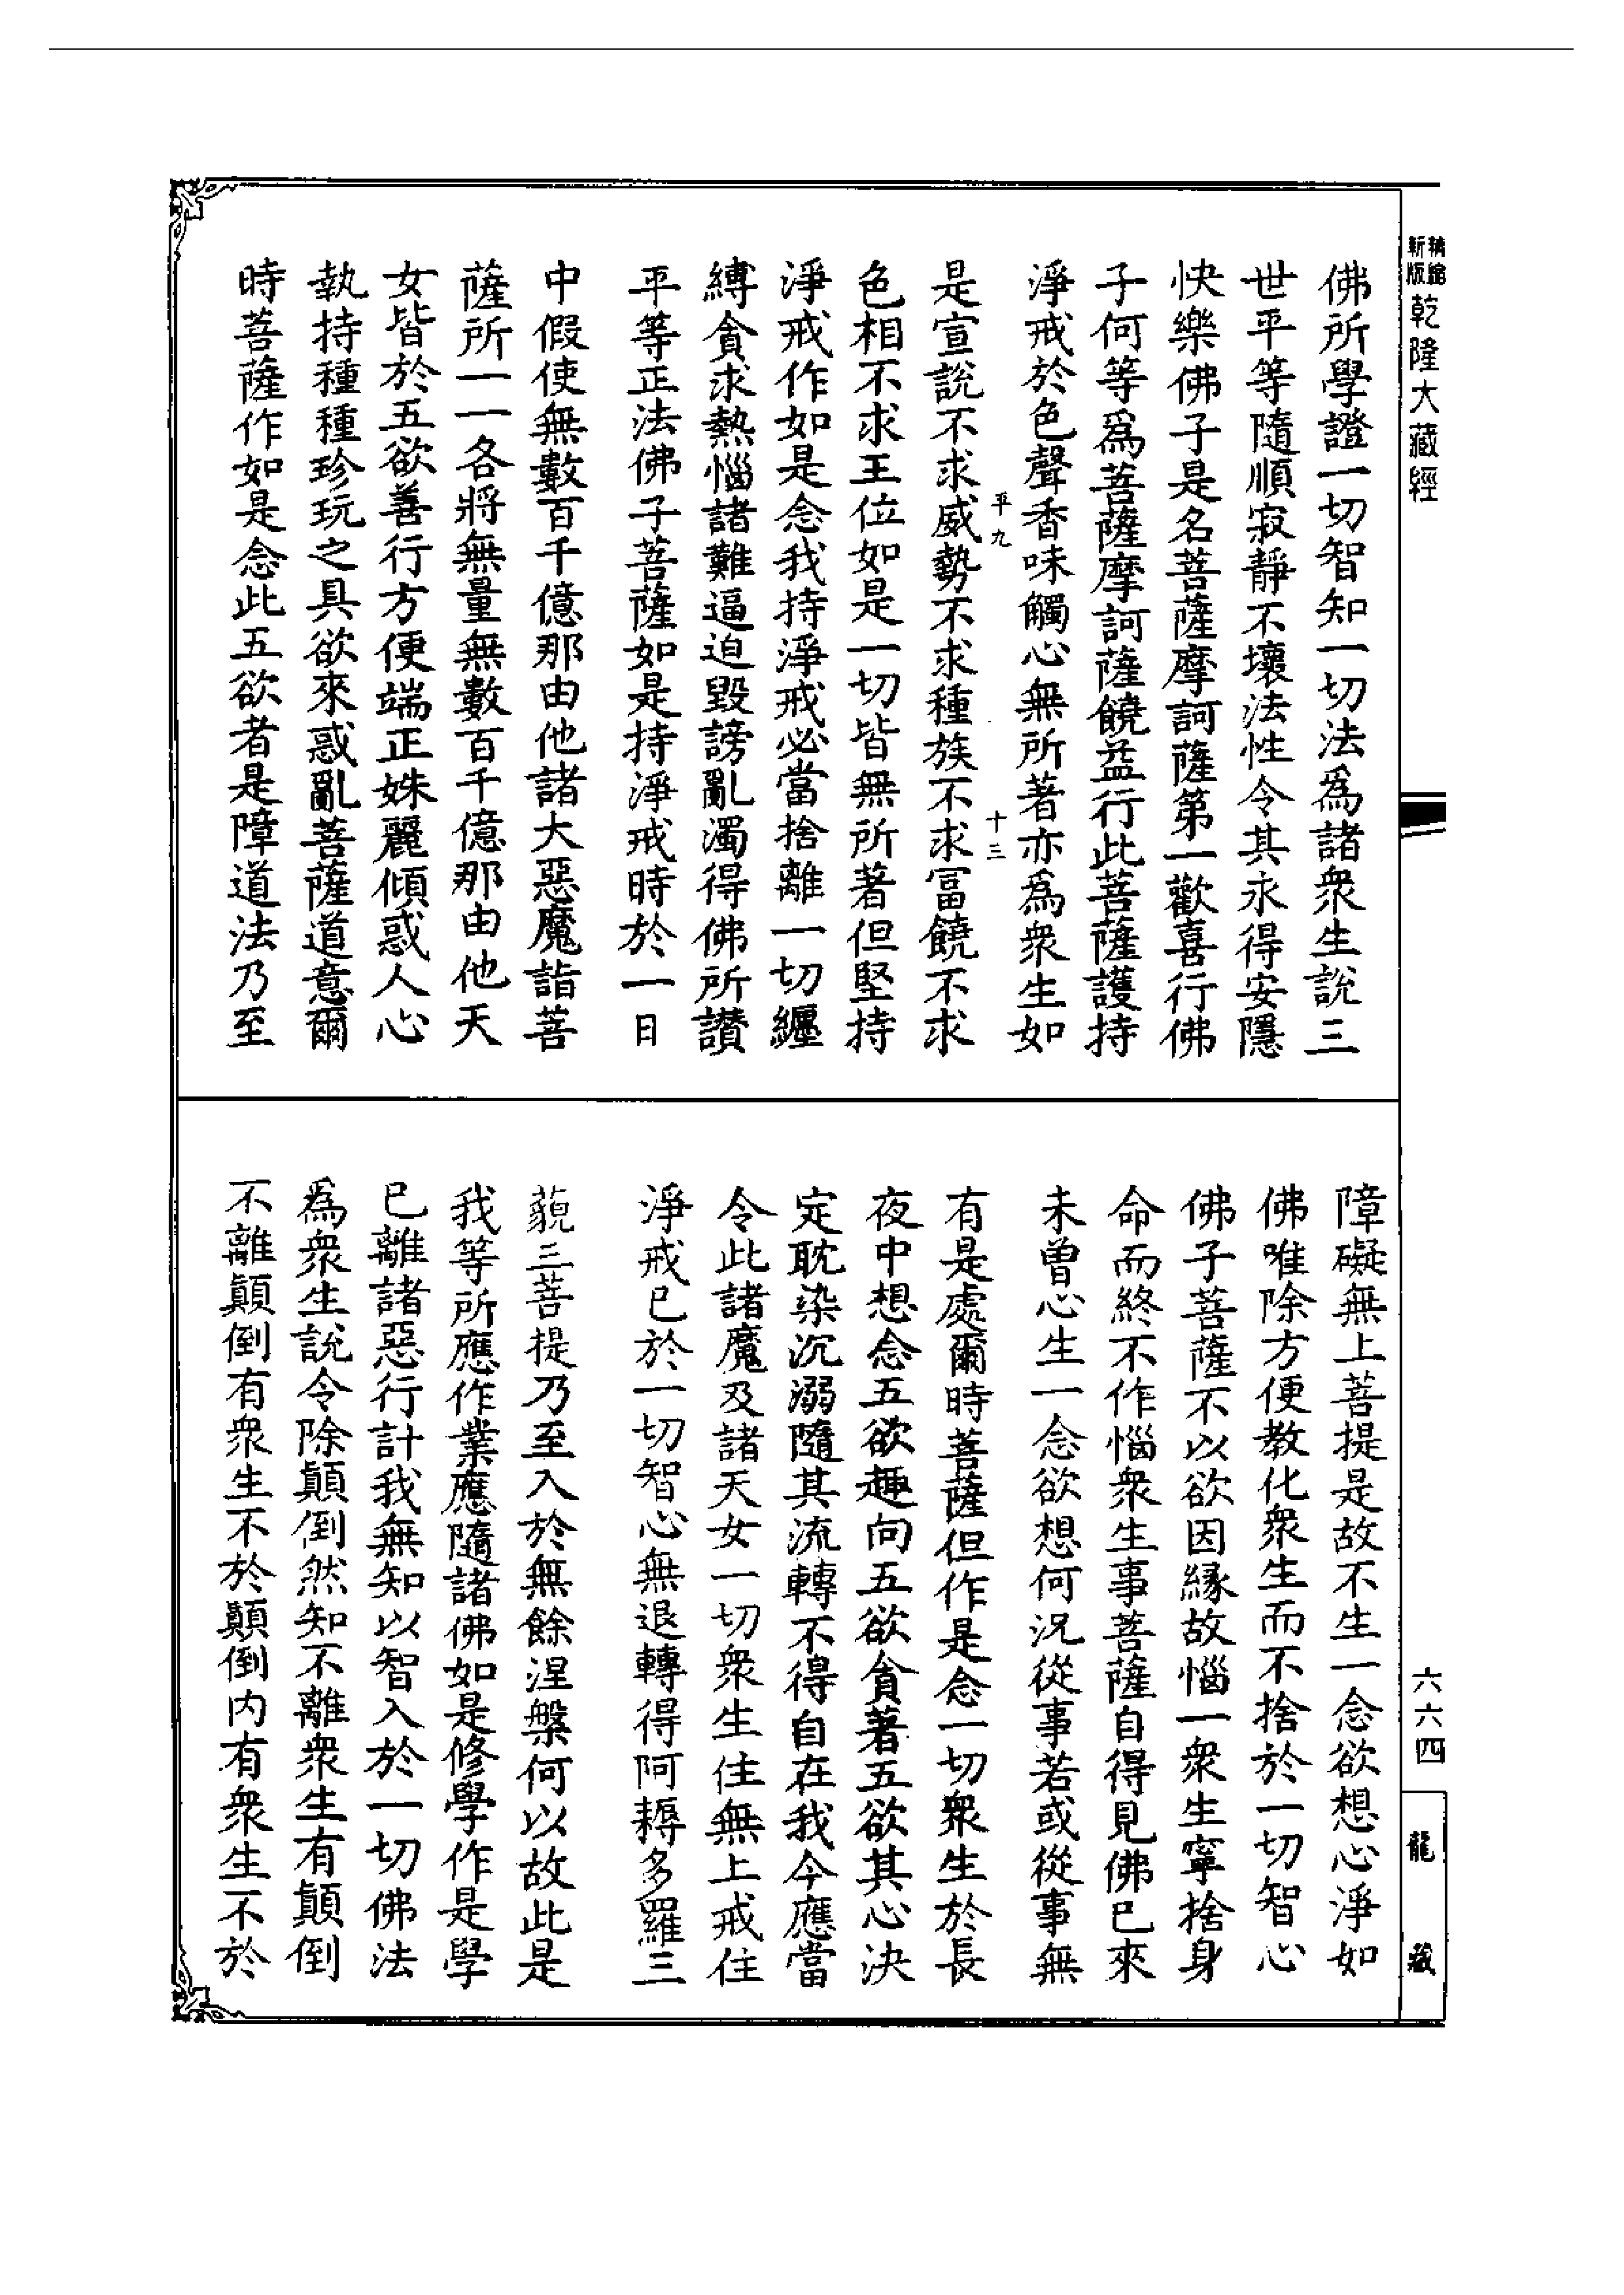 新版精縮乾隆大藏經
佛所學證一切智知一切法爲諸衆生說三
世平等隨順寂靜不壞法性令其永得安隱
快樂佛子是名菩薩摩訶薩第一歡喜行佛
子何等爲菩薩摩訶薩饒益行此菩薩護持
淨戒於色聲香味觸心無所著亦爲衆生如
平九 十三
是宣說不求威勢不求種族不求冨饒不求
色相不求王位如是一切皆無所著但堅持
淨戒作如是念我持淨戒必當捨離一切纏
縛貪求熱惱諸難逼迫毀謗亂濁得佛所讃
平等正法佛子菩薩如是持淨戒時於一日
中假使無數百千億那由他諸大惡魔詣菩
薩所一一各將無量無數百千億那由他天
女皆於五欲善行方便端正姝麗傾惑人心
執持種種珍玩之具欲來惑亂菩薩道意爾
時菩薩作如是念此五欲者是障道法乃至
障礙無上菩提是故不生一念欲想心淨如
佛唯除方便教化衆生而不捨於一切智心
佛子菩薩不以欲因緣故惱一衆生寧捨身
命而終不作惱衆生事菩薩自得見佛已來
未曾心生一念欲想何況從事若或從事無
有是處爾時菩薩但作是念一切衆生於長
夜中想念五欲趣向五欲貪著五欲其心決
定耽染沉溺隨其流轉不得自在我今應當
令此諸魔及諸天女一切衆生住無上戒住
淨戒已於一切智心無退轉得阿耨多羅三
藐三菩提乃至入於無餘涅槃何以故此是
我等所應作業應隨諸佛如是修學作是學
已離諸惡行計我無知以智入於一切佛法
爲衆生說令除顛倒然知不離衆生有顛倒
不離顛倒有衆生不於顛倒内有衆生不於
六六四
龍藏